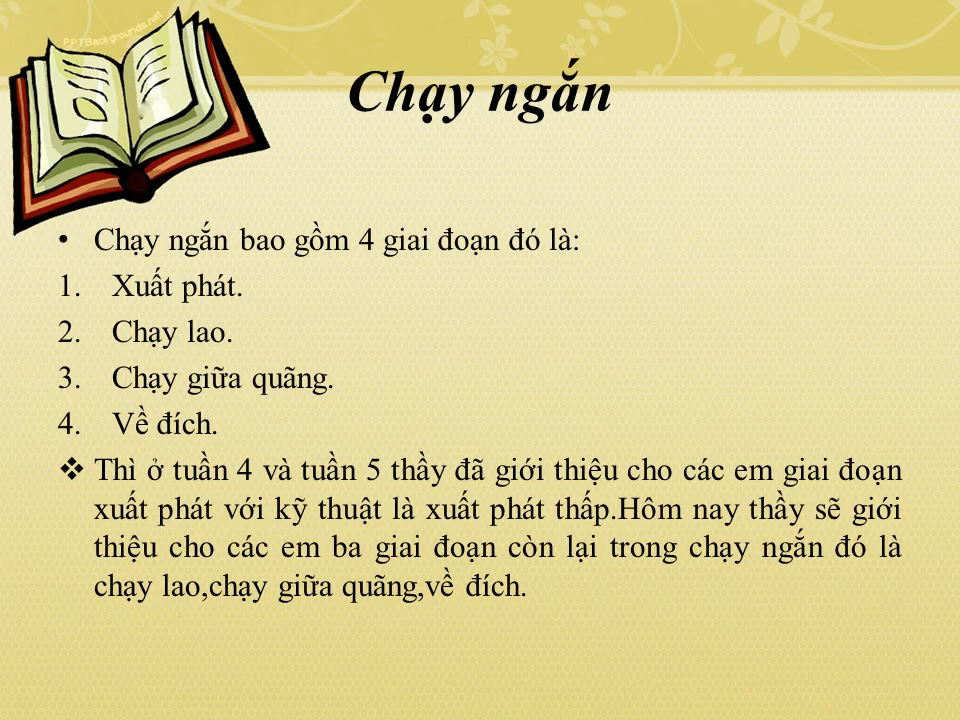 PPTBackgrounds.net
Chạy ngắn
• Chạy ngắn bao gồm 4 giai đoạn đó là:
1. Xuất phát.
2. Chạy lao.
3. Chạy giữa quãng.
4. Về đích.
❖ Thì ở tuần 4 và tuần 5 thầy đã giới thiệu cho các em giai đoạn
xuất phát với kỹ thuật là xuất phát thấp.Hôm nay thầy sẽ giới
thiệu cho các em ba giai đoạn còn lại trong chạy ngắn đó là
chạy lao,chạy giữa quãng,về đích.